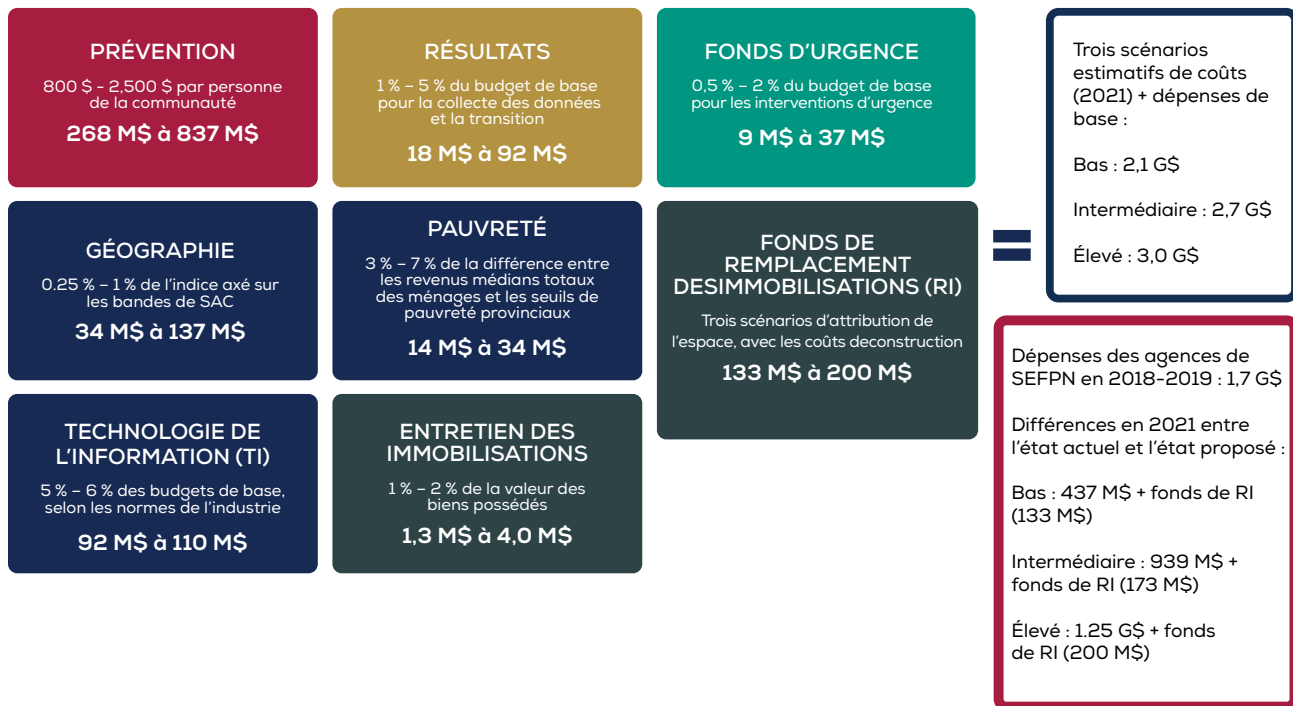 PRÉVENTION
800 $ - 2,500 $ par personne
de la communauté
268 M$ à 837 M$
RÉSULTATS
1 % – 5 % du budget de base
pour la collecte des données
et la transition
18 M$ à 92 M$
FONDS D’URGENCE
0,5 % – 2 % du budget de base
pour les interventions d’urgence
9 M$ à 37 M$
GÉOGRAPHIE
0.25 % – 1 % de l’indice axé sur
les bandes de SAC
34 M$ à 137 M$
PAUVRETÉ
3 % – 7 % de la différence entre
les revenus médians totaux
des ménages et les seuils de
pauvreté provinciaux
14 M$ à 34 M$
FONDS DE
REMPLACEMENT
DESIMMOBILISATIONS (RI)
Trois scénarios d’attribution de
l’espace, avec les coûts deconstruction
133 M$ à 200 M$
TECHNOLOGIE DE
L’INFORMATION (TI)
5 % – 6 % des budgets de base,
selon les normes de l’industrie
92 M$ à 110 M$
ENTRETIEN DES
IMMOBILISATIONS
1 % – 2 % de la valeur des
biens possédés
1,3 M$ à 4,0 M$
=
Trois scénarios
estimatifs de coûts
(2021) + dépenses de
base :
Bas : 2,1 G$
Intermédiaire : 2,7 G$
Élevé : 3,0 G$
Dépenses des agences de
SEFPN en 2018-2019 : 1,7 G$
Différences en 2021 entre
l’état actuel et l’état proposé :
Bas : 437 M$ + fonds de RI
(133 M$)
Intermédiaire : 939 M$ +
fonds de RI (173 M$)
Élevé : 1.25 G$ + fonds
de RI (200 M$)